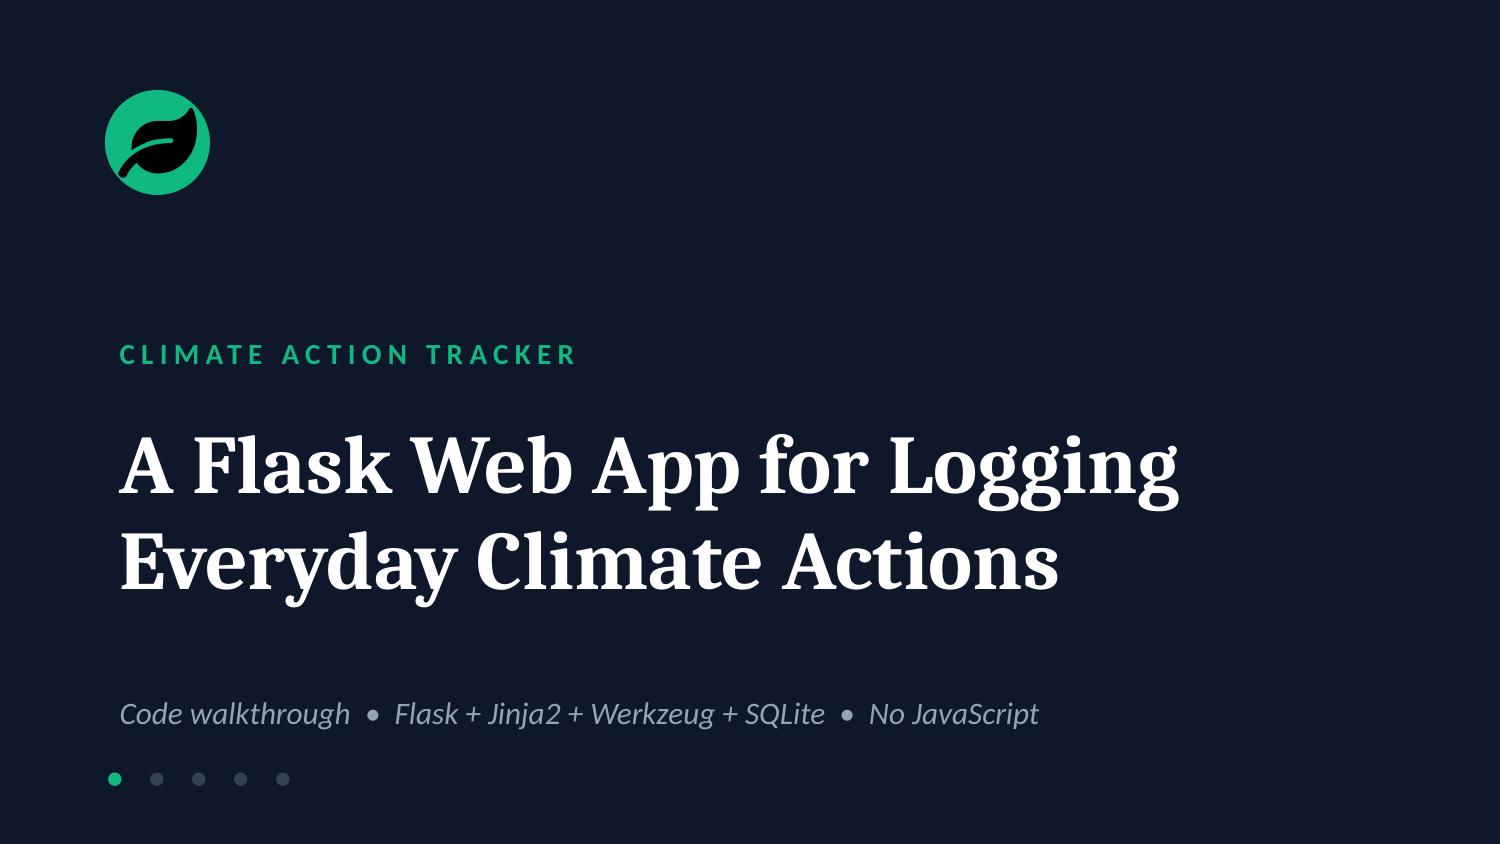 CLIMATE ACTION TRACKER
A Flask Web App for Logging
Everyday Climate Actions
Code walkthrough • Flask + Jinja2 + Werkzeug + SQLite • No JavaScript